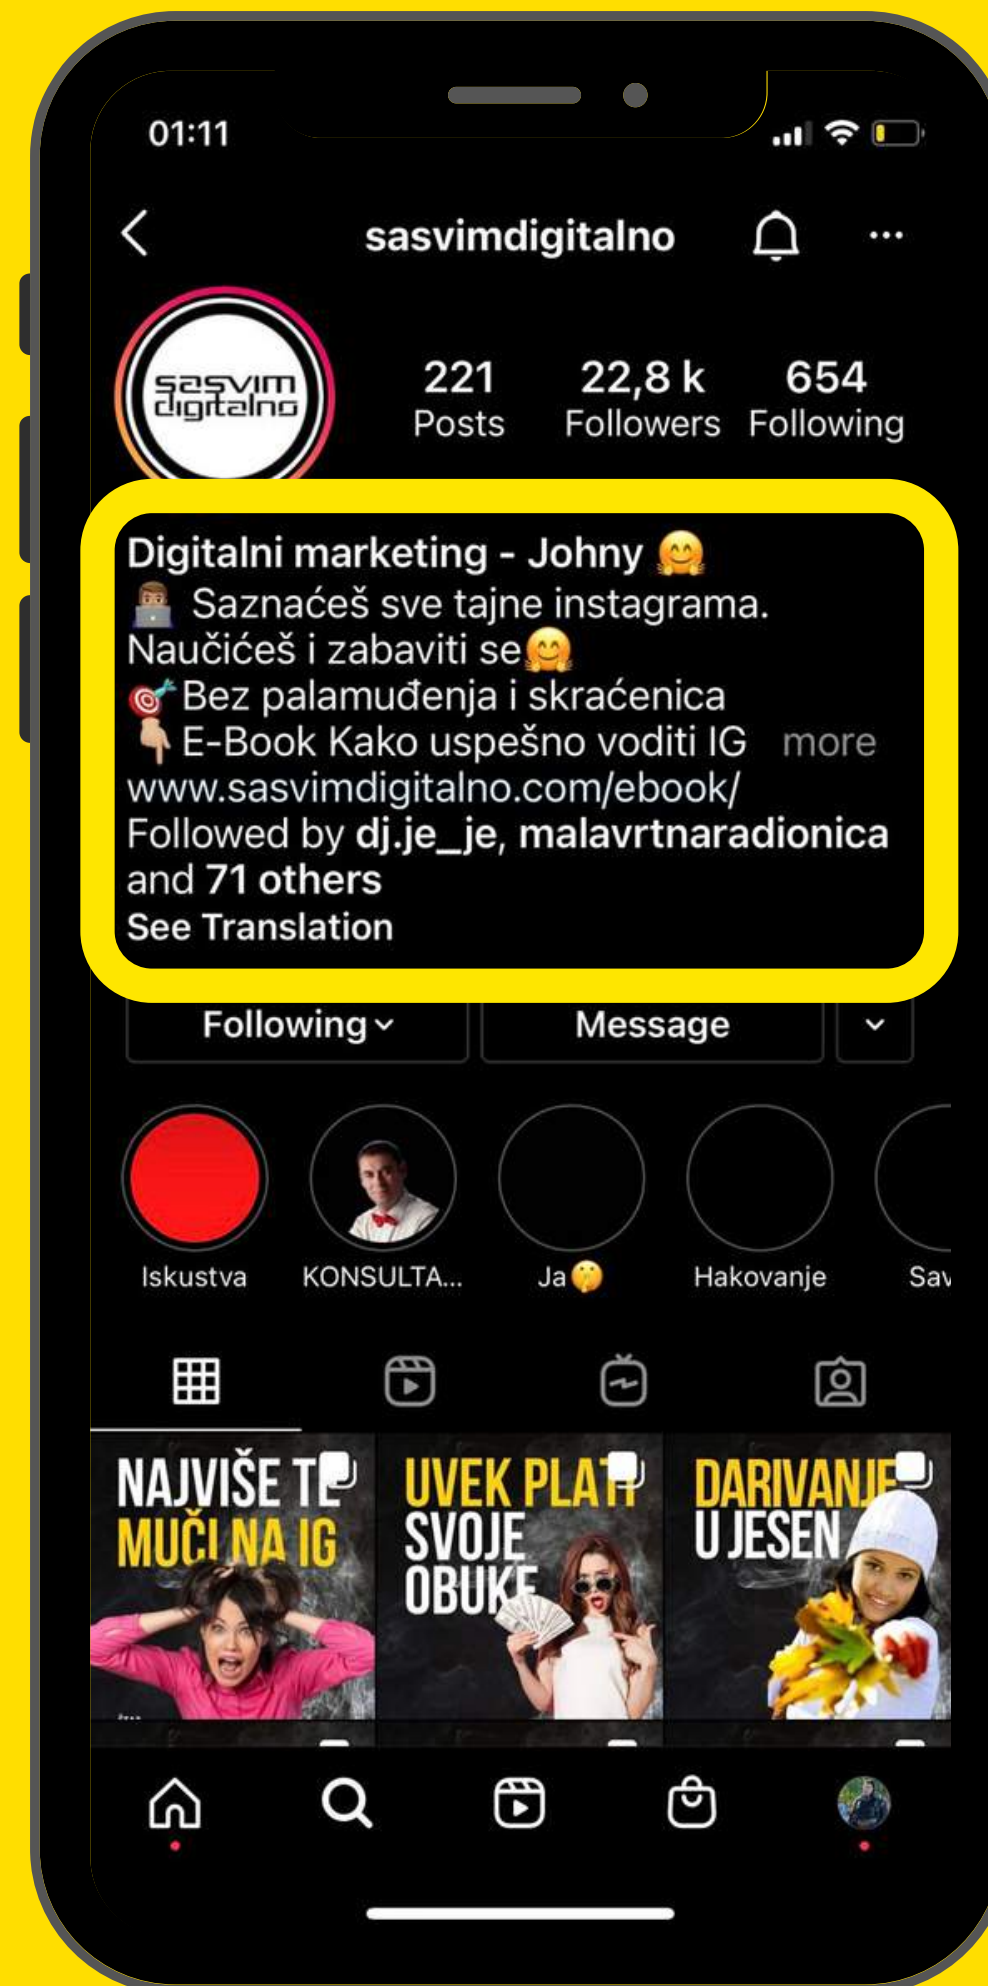 01:11
sasvimdigitalno
sasvim
digitalno
221
Posts
22,8 k
Followers
654
Following
Digitalni marketing - Johny 🤗
👨🏽‍💻 Saznaćeš sve tajne instagrama.
Naučićeš i zabaviti se🤗
🎯Bez palamuđenja i skraćenica
👇🏼E-Book Kako uspešno voditi IG more
www.sasvimdigitalno.com/ebook/
Followed by dj.je_je, malavrtnaradionica
and 71 others
See Translation
Following
Message
Iskustva
KONSULTA...
Ja🤫
Hakovanje
Sav
NAJVIŠE TE
MUČI NA IG
UVEK PLATI
SVOJE
OBUKE
DARIVANJE
U JESEN